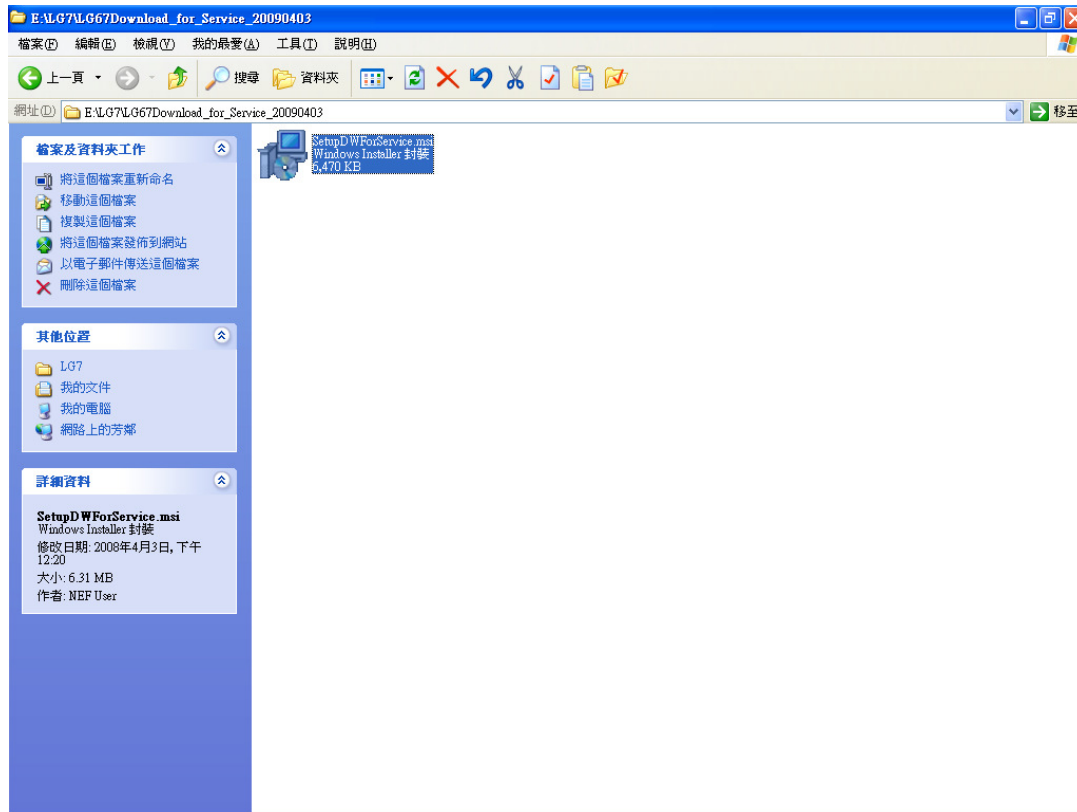 E:\LG7\LG67Download_for_Service_20090403
檔案(F) 編輯(E) 檢視(V) 我的最愛(A) 工具(T) 說明(H)
上一頁 搜尋 資料夾
網址(D) E:\LG7\LG67Download_for_Service_20090403 移至
檔案及資料夾工作
將這個檔案重新命名
移動這個檔案
複製這個檔案
將這個檔案發佈到網站
以電子郵件傳送這個檔案
刪除這個檔案
其他位置
LG7
我的文件
我的電腦
網路上的芳鄰
詳細資料
SetupDWForService.msi
Windows Installer 封裝
修改日期: 2008年4月3日, 下午
12:20
大小: 6.31 MB
作者: NEF User
SetupDWForService.msi
Windows Installer 封裝
6,470 KB